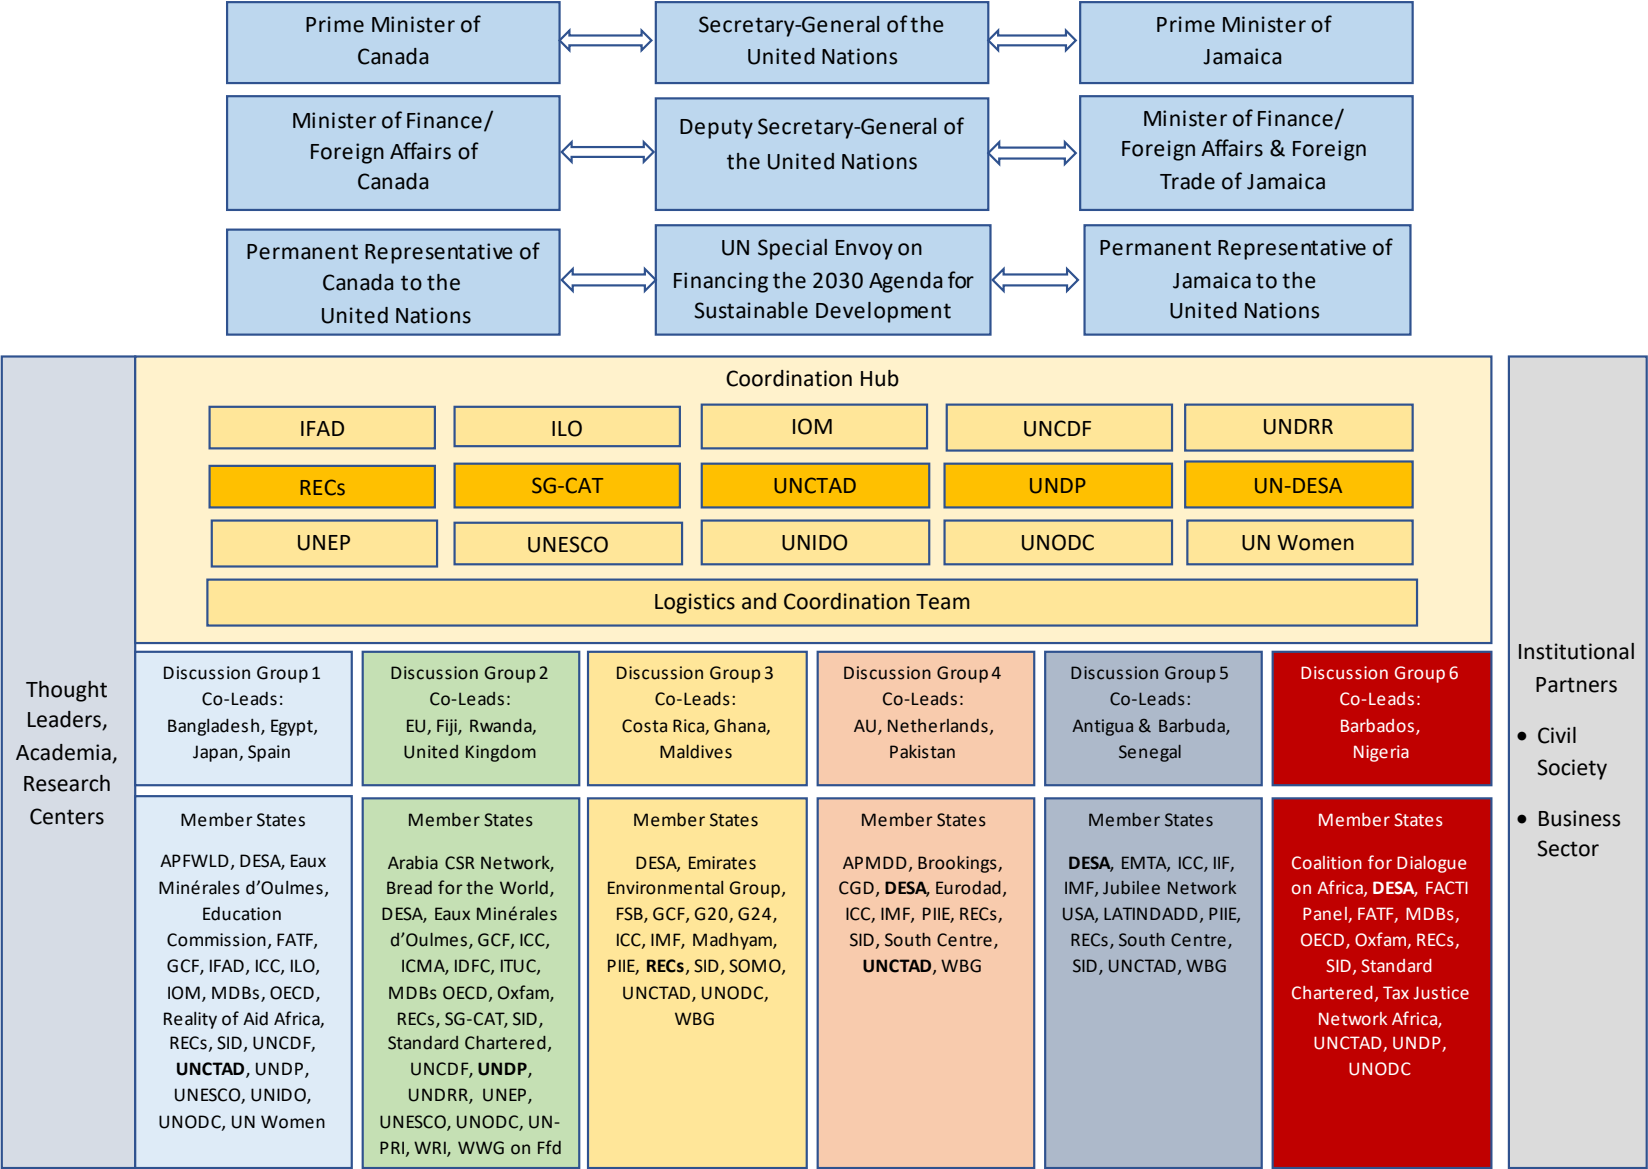 Prime Minister of
Canada
Secretary-General of the
United Nations
Prime Minister of
Jamaica
Minister of Finance/
Foreign Affairs of
Canada
Deputy Secretary-General of
the United Nations
Minister of Finance/
Foreign Affairs & Foreign
Trade of Jamaica
Permanent Representative of
Canada to the
United Nations
UN Special Envoy on
Financing the 2030 Agenda for
Sustainable Development
Permanent Representative of
Jamaica to the
United Nations
Thought
Leaders,
Academia,
Research
Centers
Coordination Hub
IFAD
ILO
IOM
UNCDF
UNDRR
RECs
SG-CAT
UNCTAD
UNDP
UN-DESA
UNEP
UNESCO
UNIDO
UNODC
UN Women
Logistics and Coordination Team
Discussion Group 1
Co-Leads:
Bangladesh, Egypt,
Japan, Spain
Discussion Group 2
Co-Leads:
EU, Fiji, Rwanda,
United Kingdom
Discussion Group 3
Co-Leads:
Costa Rica, Ghana,
Maldives
Discussion Group 4
Co-Leads:
AU, Netherlands,
Pakistan
Discussion Group 5
Co-Leads:
Antigua & Barbuda,
Senegal
Discussion Group 6
Co-Leads:
Barbados,
Nigeria
Member States
APFWLD, DESA, Eaux
Minérales d’Oulmes,
Education
Commission, FATF,
GCF, IFAD, ICC, ILO,
IOM, MDBs, OECD,
Reality of Aid Africa,
RECs, SID, UNCDF,
UNCTAD, UNDP,
UNESCO, UNIDO,
UNODC, UN Women
Member States
Arabia CSR Network,
Bread for the World,
DESA, Eaux Minérales
d’Oulmes, GCF, ICC,
ICMA, IDFC, ITUC,
MDBs OECD, Oxfam,
RECs, SG-CAT, SID,
Standard Chartered,
UNCDF, UNDP,
UNDRR, UNEP,
UNESCO, UNODC, UN-
PRI, WRI, WWG on Ffd
Member States
DESA, Emirates
Environmental Group,
FSB, GCF, G20, G24,
ICC, IMF, Madhyam,
PIIE, RECs, SID, SOMO,
UNCTAD, UNODC,
WBG
Member States
APMDD, Brookings,
CGD, DESA, Eurodad,
ICC, IMF, PIIE, RECs,
SID, South Centre,
UNCTAD, WBG
Member States
DESA, EMTA, ICC, IIF,
IMF, Jubilee Network
USA, LATINDADD, PIIE,
RECs, South Centre,
SID, UNCTAD, WBG
Member States
Coalition for Dialogue
on Africa, DESA, FACTI
Panel, FATF, MDBs,
OECD, Oxfam, RECs,
SID, Standard
Chartered, Tax Justice
Network Africa,
UNCTAD, UNDP,
UNODC
Institutional
Partners
• Civil
Society
• Business
Sector